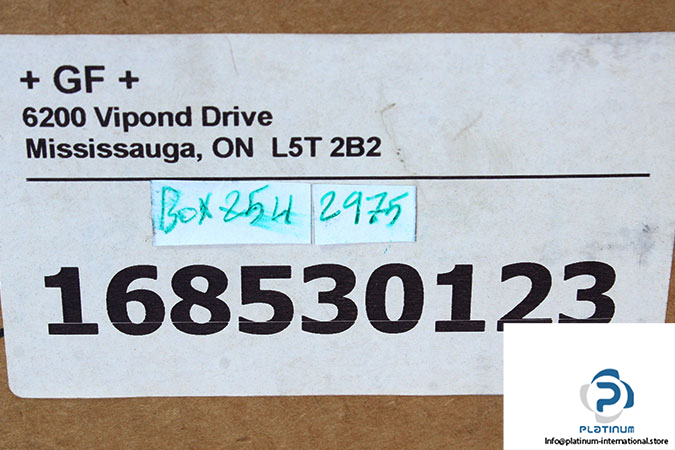 + GF +
6200 Vipond Drive
Mississauga, ON L5T 2B2
Box 254 2975
168530123
PLATINUM
Info@platinum-international.store